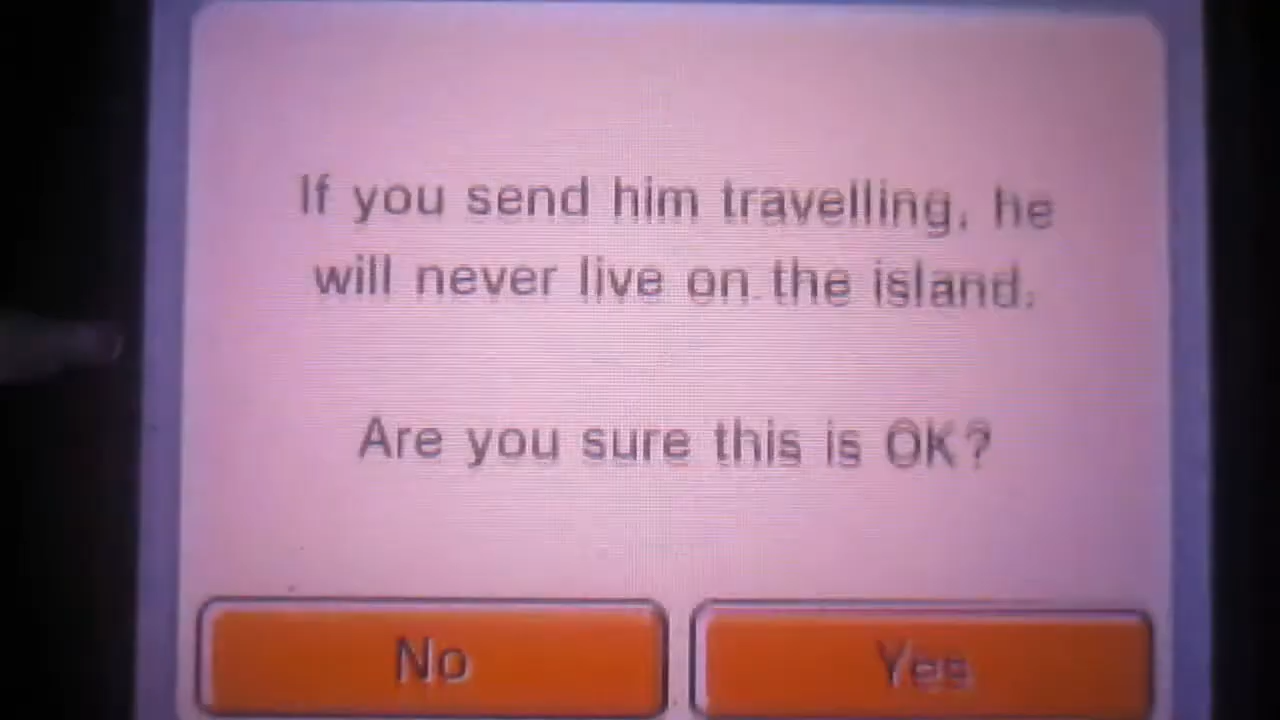 If you send him travelling, he
will never live on the island.
Are you sure this is OK?
No
Yes